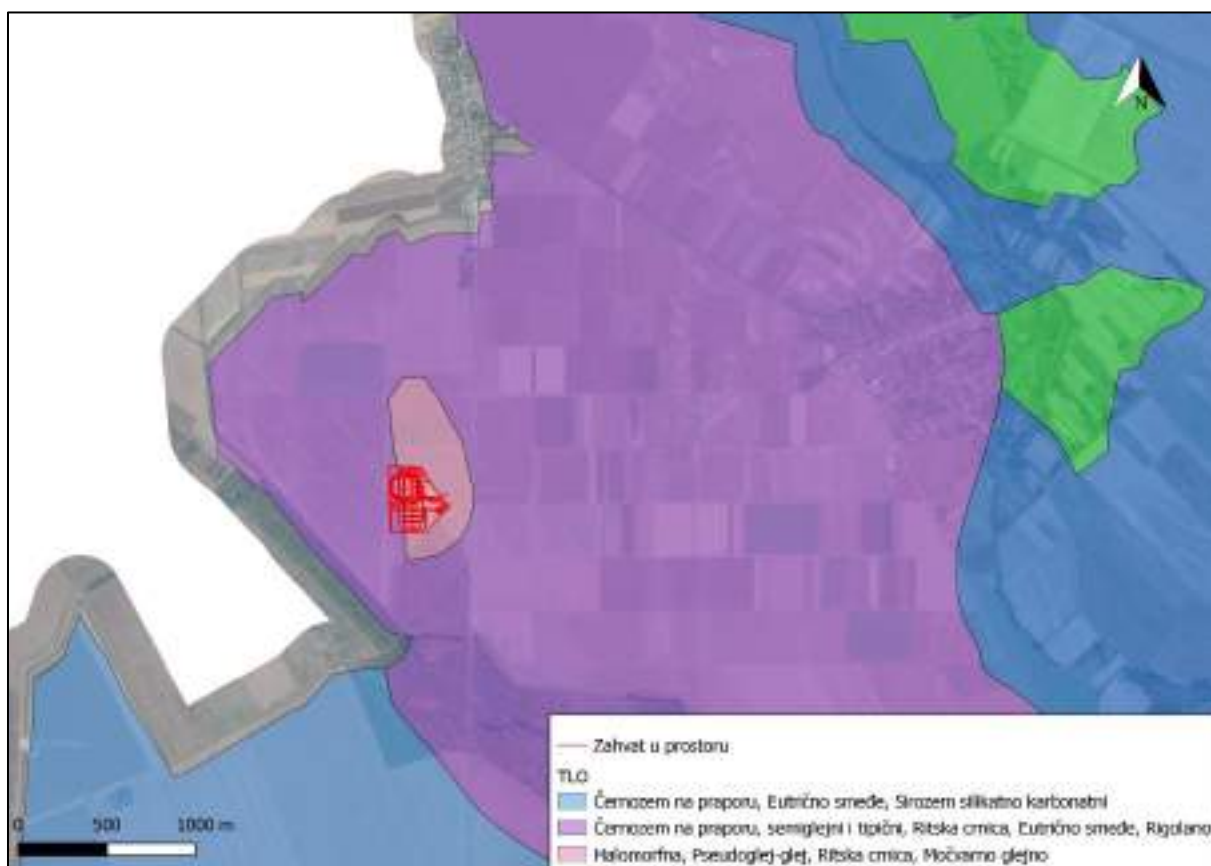 N
Zahvat u prostoru
TLO
Černozem na praporu, Eutrično smeđe, Sirozem silikatno karbonatni
Černozem na praporu, semiglejni i tipični, Ritska crnica, Eutrično smeđe, Rigolano
Halomorfna, Pseudoglej-glej, Ritska crnica, Močvarno glejno
0 500 1000 m